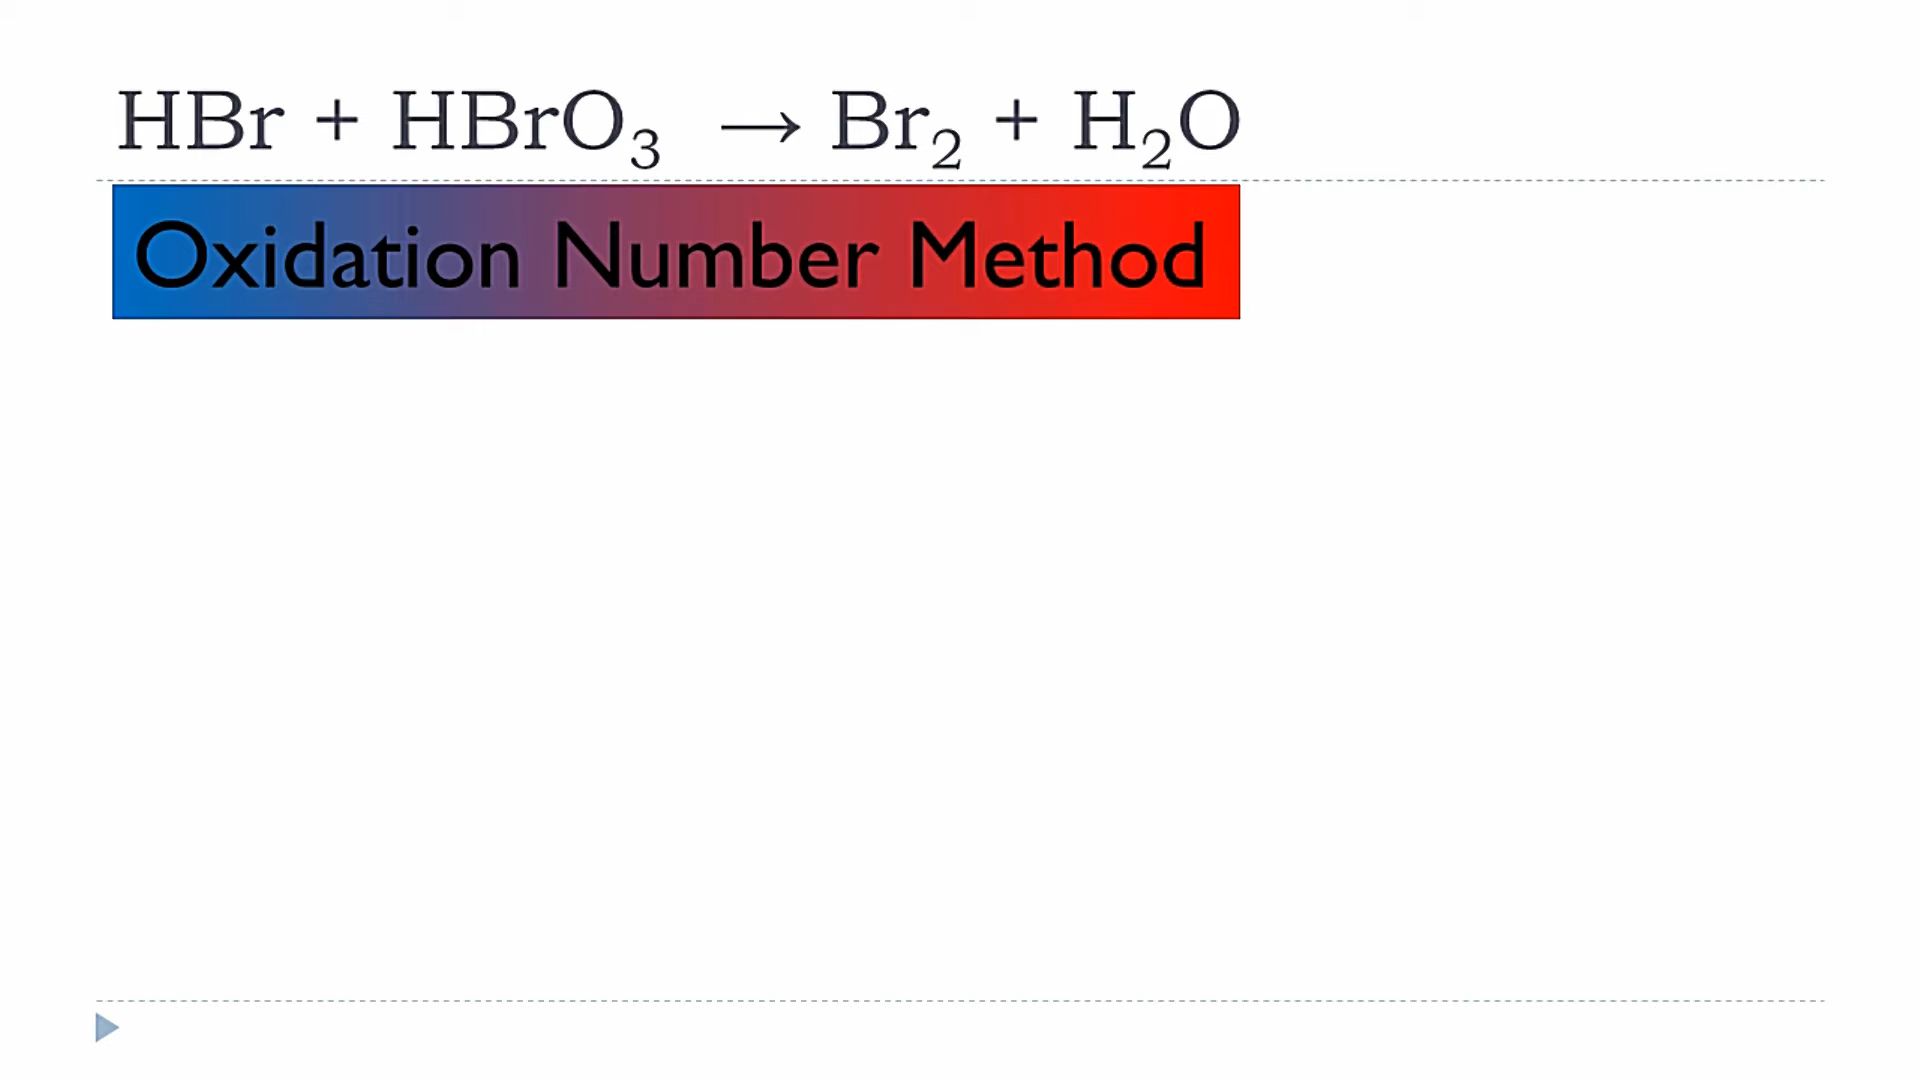 HBr + HBrO₃ → Br₂ + H₂O
Oxidation Number Method